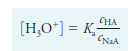 [H₃O⁺] = Kₐ cHA / cNaA